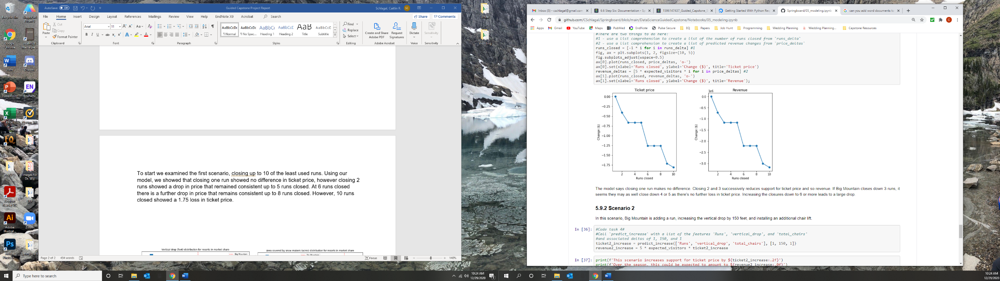 AutoSave Off
Guided Capstone Project Report
Schlagal, Caitlin R.
SC
File Home Insert Design Layout References Mailings Review View Help EndNote X9 Acrobat Search
Share Comments
Paste
Cut
Copy
Format Painter
Arial 11
AaBbCcDc AaBbCcDc AaBbCc AaBbCcC AaB AaBbCcC
¶ Normal ¶ No Spac... Heading 1 Heading 2 Title Subtitle
Find
Replace
Select
Create and Share Adobe PDF
Request Signatures
Dictate
Sensitivity
Clipboard Font Paragraph Styles Editing Adobe Acrobat Voice Sensitivity
To start we examined the first scenario, closing up to 10 of the least used runs. Using our
model, we showed that closing one run showed no difference in ticket price, however closing 2
runs showed a drop in price that remained consistent up to 5 runs closed. At 6 runs closed
there is a further drop in price that remains consistent up to 8 runs closed. However, 10 runs
closed showed a 1.75 loss in ticket price.
Vertical drop (feet) distribution for resorts in market share
Big Mountain
Area covered by snow makers (acres) distribution for resorts in market share
Page 2 of 2 434 words
Focus
140%
Recycle Bin
GraphPad Prism 9
Google Chrome
realMyst Masterpie...
Word
Discord
PowerPoint
EndNote
Excel
EverQuest
Job Hunt
Images for Dr. Wu
Acrobat Reader DC
DEF
Adobe Illustrat...
Zoom
Adobe Photosh...
Springboard
UTMB
Wedding
Type here to search
10:24 AM
12/29/2020
Inbox (5) - cschlagal@gmail.com
6.6 Step Six: Documentation - Sp
1596147437_Guided_Capstone_S
Getting Started With Python Req
Springboard/05_modeling.ipynb
can you add word documents to
github.com/CSchlagal/Springboard/blob/main/DataScienceGuidedCapstone/Notebooks/05_modeling.ipynb
Apps Gmail YouTube Maps PubMed EndNote Pulse Secure EQ Papers Job Hunt Programming Wedding Planning Wedding Planning... Capstone Resources
#There are two things to do here:
#1 - use a list comprehension to create a list of the number of runs closed from `runs_delta`
#2 - use a list comprehension to create a list of predicted revenue changes from `price_deltas`
runs_closed = [-1 * i for i in runs_delta] #1
fig, ax = plt.subplots(1, 2, figsize=(10, 5))
fig.subplots_adjust(wspace=0.5)
ax[0].plot(runs_closed, price_deltas, 'o-')
ax[0].set(xlabel='Runs closed', ylabel='Change ($)', title='Ticket price')
revenue_deltas = [5 * expected_visitors * i for i in price_deltas] #2
ax[1].plot(runs_closed, revenue_deltas, 'o-')
ax[1].set(xlabel='Runs closed', ylabel='Change ($)', title='Revenue');
Ticket price
0.00
−0.25
−0.50
−0.75
−1.00
−1.25
−1.50
−1.75
Change ($)
2 4 6 8 10
Runs closed
Revenue
1e6
0.0
−0.5
−1.0
−1.5
−2.0
−2.5
−3.0
Change ($)
2 4 6 8 10
Runs closed
The model says closing one run makes no difference. Closing 2 and 3 successively reduces support for ticket price and so revenue. If Big Mountain closes down 3 runs, it
seems they may as well close down 4 or 5 as there's no further loss in ticket price. Increasing the closures down to 6 or more leads to a large drop.
5.9.2 Scenario 2
In this scenario, Big Mountain is adding a run, increasing the vertical drop by 150 feet, and installing an additional chair lift.
In [36]:
#Code task 4#
#Call `predict_increase` with a list of the features 'Runs', 'vertical_drop', and 'total_chairs'
#and associated deltas of 1, 150, and 1
ticket2_increase = predict_increase(['Runs', 'vertical_drop', 'total_chairs'], [1, 150, 1])
revenue2_increase = 5 * expected_visitors * ticket2_increase
In [37]:
print(f'This scenario increases support for ticket price by ${ticket2_increase:.2f}')
print(f'Over the season, this could be expected to amount to ${revenue2_increase:.0f}')
10:24 AM
12/29/2020